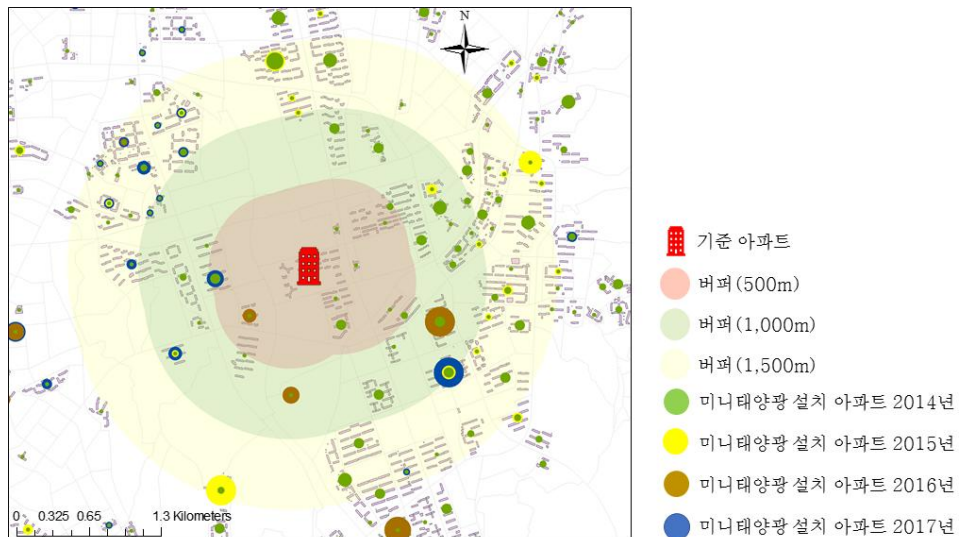 N
0 0.325 0.65 1.3 Kilometers
기준 아파트
버퍼(500m)
버퍼(1,000m)
버퍼(1,500m)
미니태양광 설치 아파트 2014년
미니태양광 설치 아파트 2015년
미니태양광 설치 아파트 2016년
미니태양광 설치 아파트 2017년